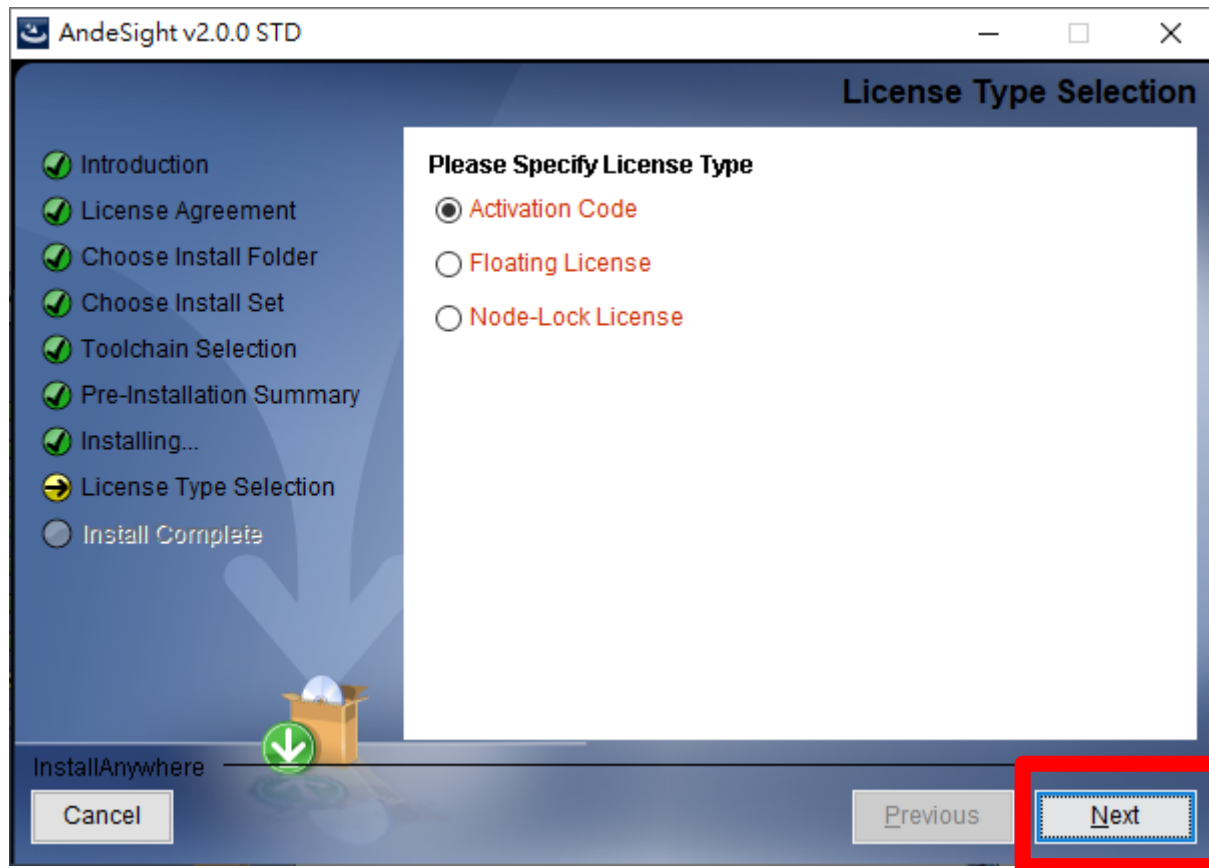 AndeSight v2.0.0 STD
License Type Selection
Introduction
License Agreement
Choose Install Folder
Choose Install Set
Toolchain Selection
Pre-Installation Summary
Installing...
License Type Selection
Install Complete
Please Specify License Type
Activation Code
Floating License
Node-Lock License
InstallAnywhere
Cancel
Previous
Next